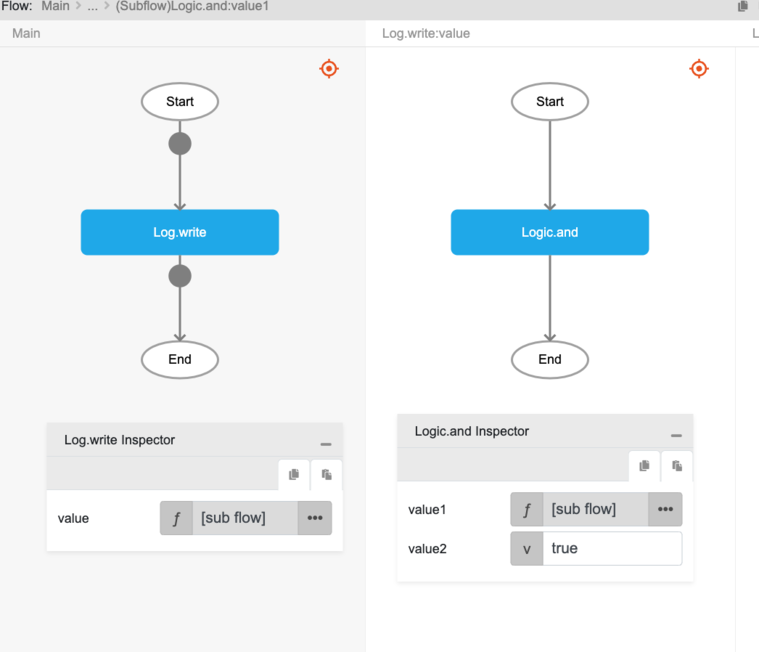 Flow: Main > ... > (Subflow)Logic.and:value1
Main
Log.write:value
L
Start
Log.write
End
Log.write Inspector
value
f [sub flow] •••
Start
Logic.and
End
Logic.and Inspector
value1
f [sub flow] •••
value2
v true